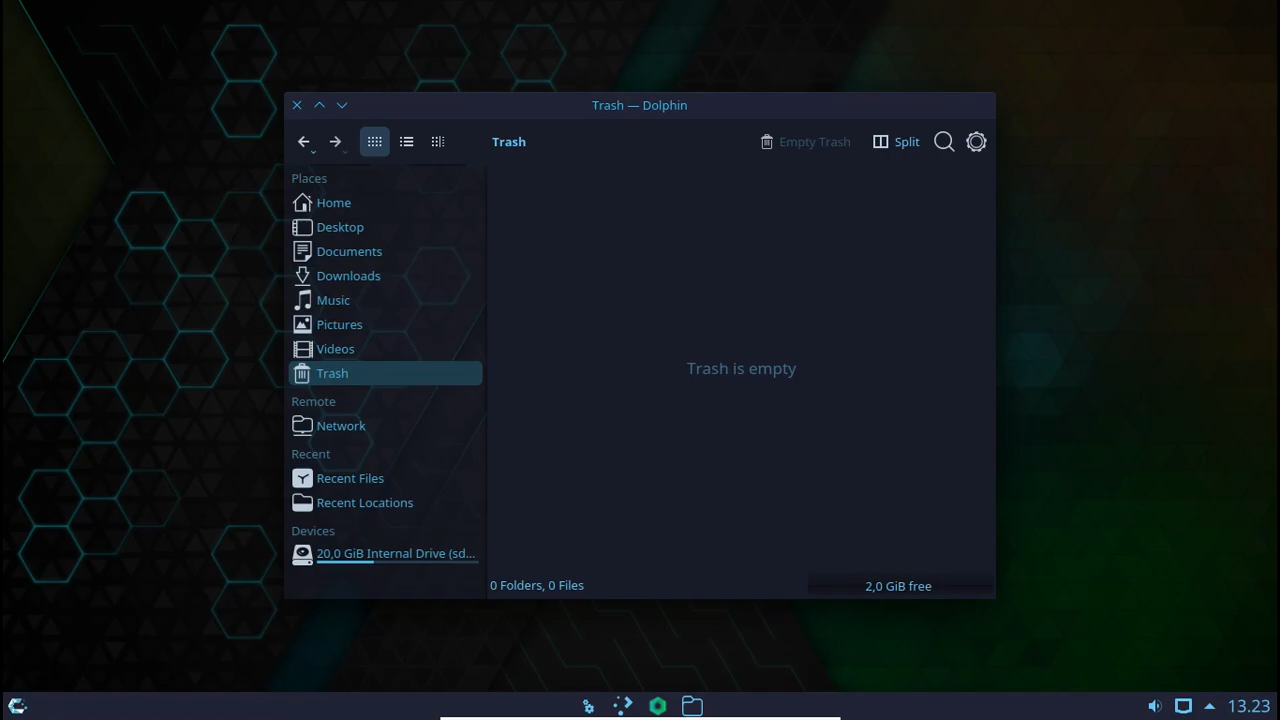 Trash — Dolphin
Trash
Empty Trash
Split
Places
Home
Desktop
Documents
Downloads
Music
Pictures
Videos
Trash
Remote
Network
Recent
Recent Files
Recent Locations
Devices
20,0 GiB Internal Drive (sd...
Trash is empty
0 Folders, 0 Files
2,0 GiB free
13.23